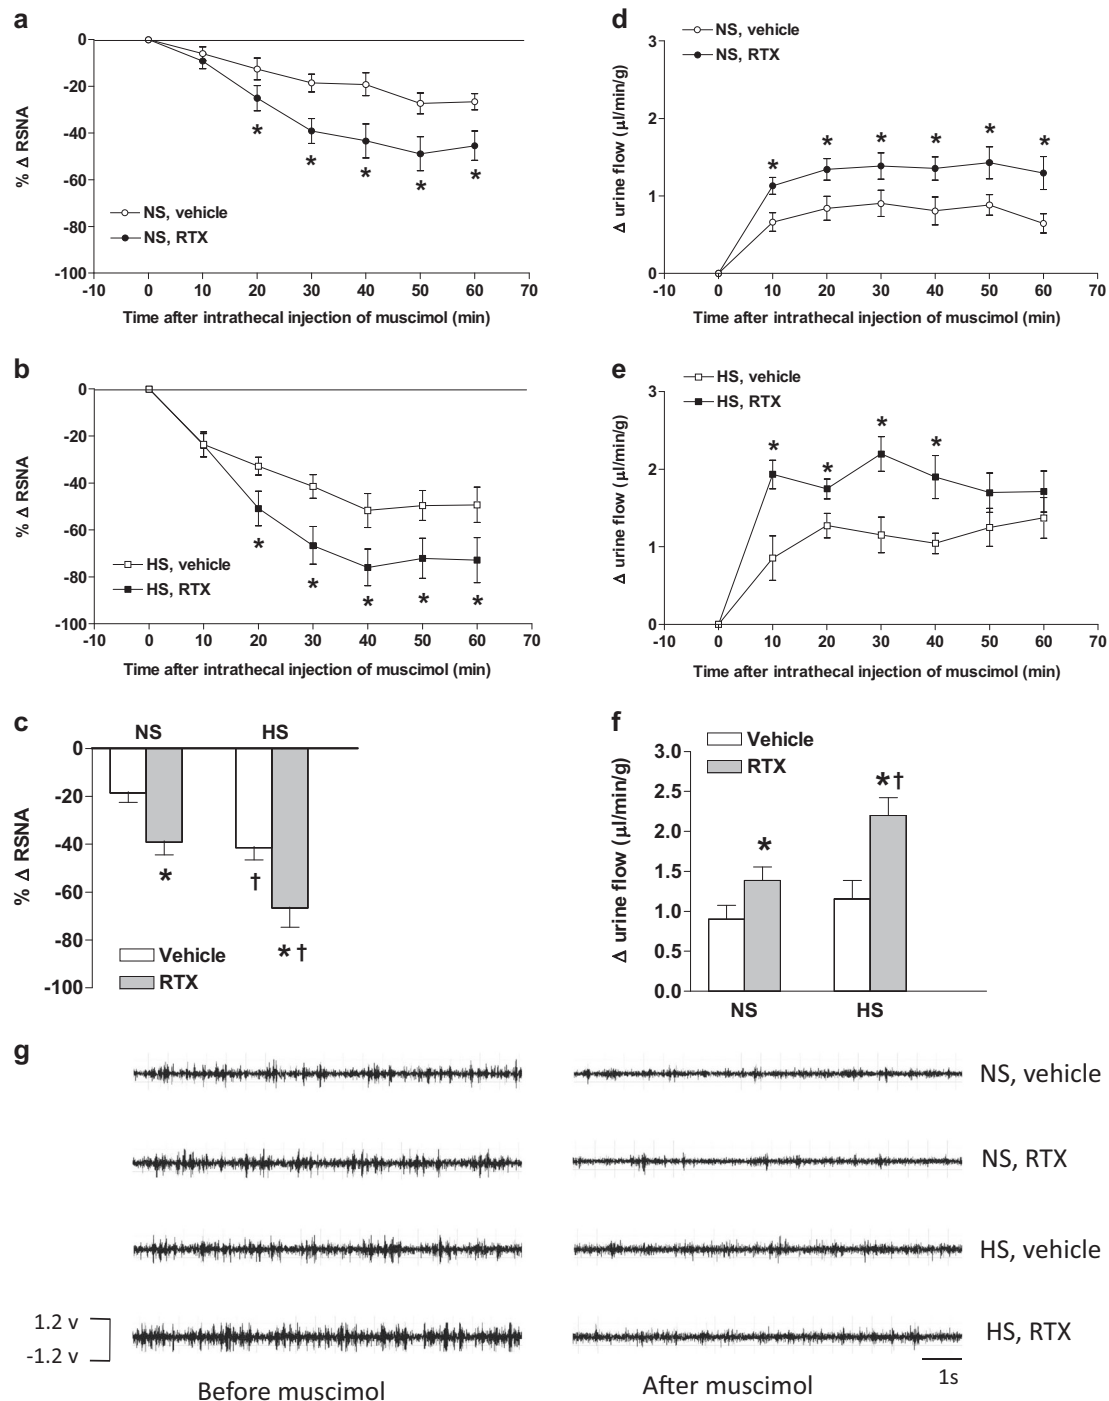 a
0
-20
-40
-60
-80
-100
% Δ RSNA
* * * * *
NS, vehicle
NS, RTX
-10 0 10 20 30 40 50 60 70
Time after intrathecal injection of muscimol (min)
d
NS, vehicle
NS, RTX
3
2
1
0
Δ urine flow (µl/min/g)
* * * * * *
-10 0 10 20 30 40 50 60 70
Time after intrathecal injection of muscimol (min)
b
0
-20
-40
-60
-80
-100
% Δ RSNA
HS, vehicle
HS, RTX
* * * * *
-10 0 10 20 30 40 50 60 70
Time after intrathecal injection of muscimol (min)
e
HS, vehicle
HS, RTX
3
2
1
0
Δ urine flow (µl/min/g)
* * * *
-10 0 10 20 30 40 50 60 70
Time after intrathecal injection of muscimol (min)
c
NS HS
0
-20
-40
-60
-80
-100
% Δ RSNA
* † * †
Vehicle
RTX
f
Vehicle
RTX
3.0
2.5
2.0
1.5
1.0
0.5
0.0
Δ urine flow (µl/min/g)
* *†
NS HS
g
NS, vehicle
NS, RTX
HS, vehicle
1.2 v
-1.2 v
HS, RTX
1s
Before muscimol
After muscimol